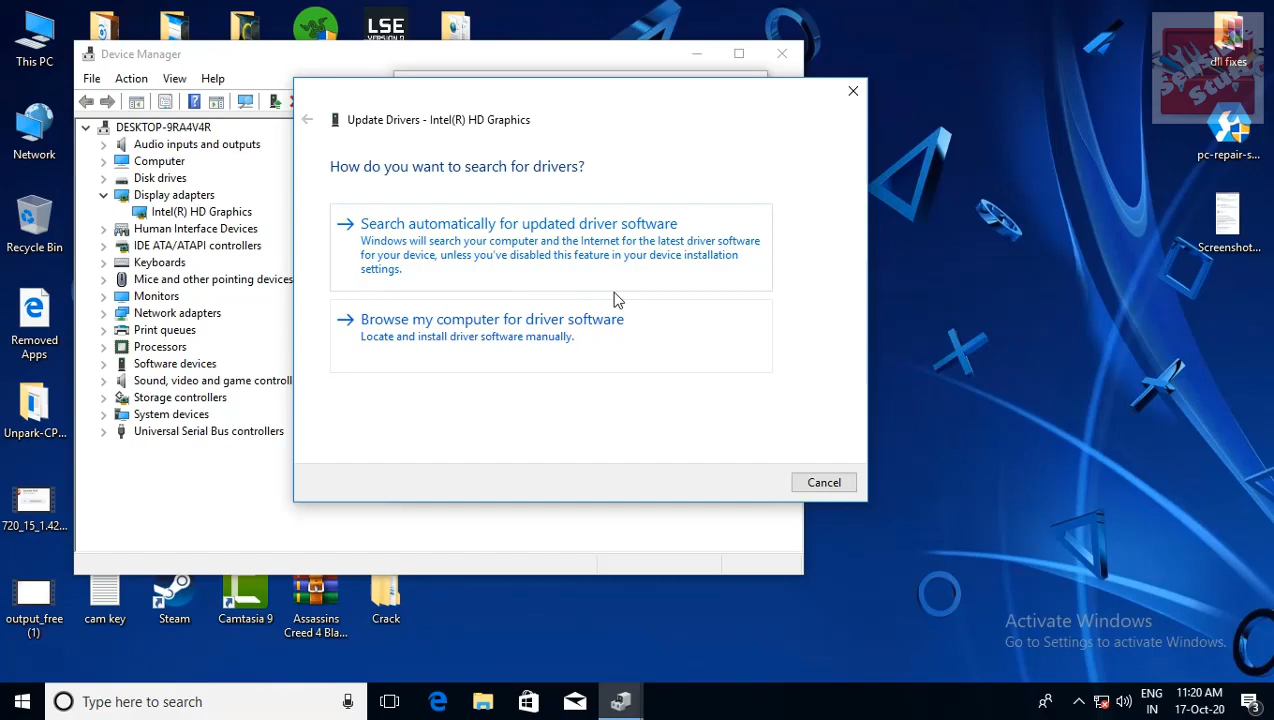 This PC
Network
Recycle Bin
Removed
Apps
Unpark-CP...
720_15_1.42...
output_free
(1)
LSE
Device Manager
File Action View Help
DESKTOP-9RA4V4R
Audio inputs and outputs
Computer
Disk drives
Display adapters
Intel(R) HD Graphics
Human Interface Devices
IDE ATA/ATAPI controllers
Keyboards
Mice and other pointing devices
Monitors
Network adapters
Print queues
Processors
Software devices
Sound, video and game controll
Storage controllers
System devices
Universal Serial Bus controllers
Update Drivers - Intel(R) HD Graphics
How do you want to search for drivers?
Search automatically for updated driver software
Windows will search your computer and the Internet for the latest driver software
for your device, unless you've disabled this feature in your device installation
settings.
Browse my computer for driver software
Locate and install driver software manually.
Cancel
cam key
Steam
Camtasia 9
Assassins
Creed 4 Bla...
Crack
dll fixes
pc-repair-s...
Screenshot...
Activate Windows
Go to Settings to activate Windows.
Type here to search
ENG
IN
11:20 AM
17-Oct-20
3